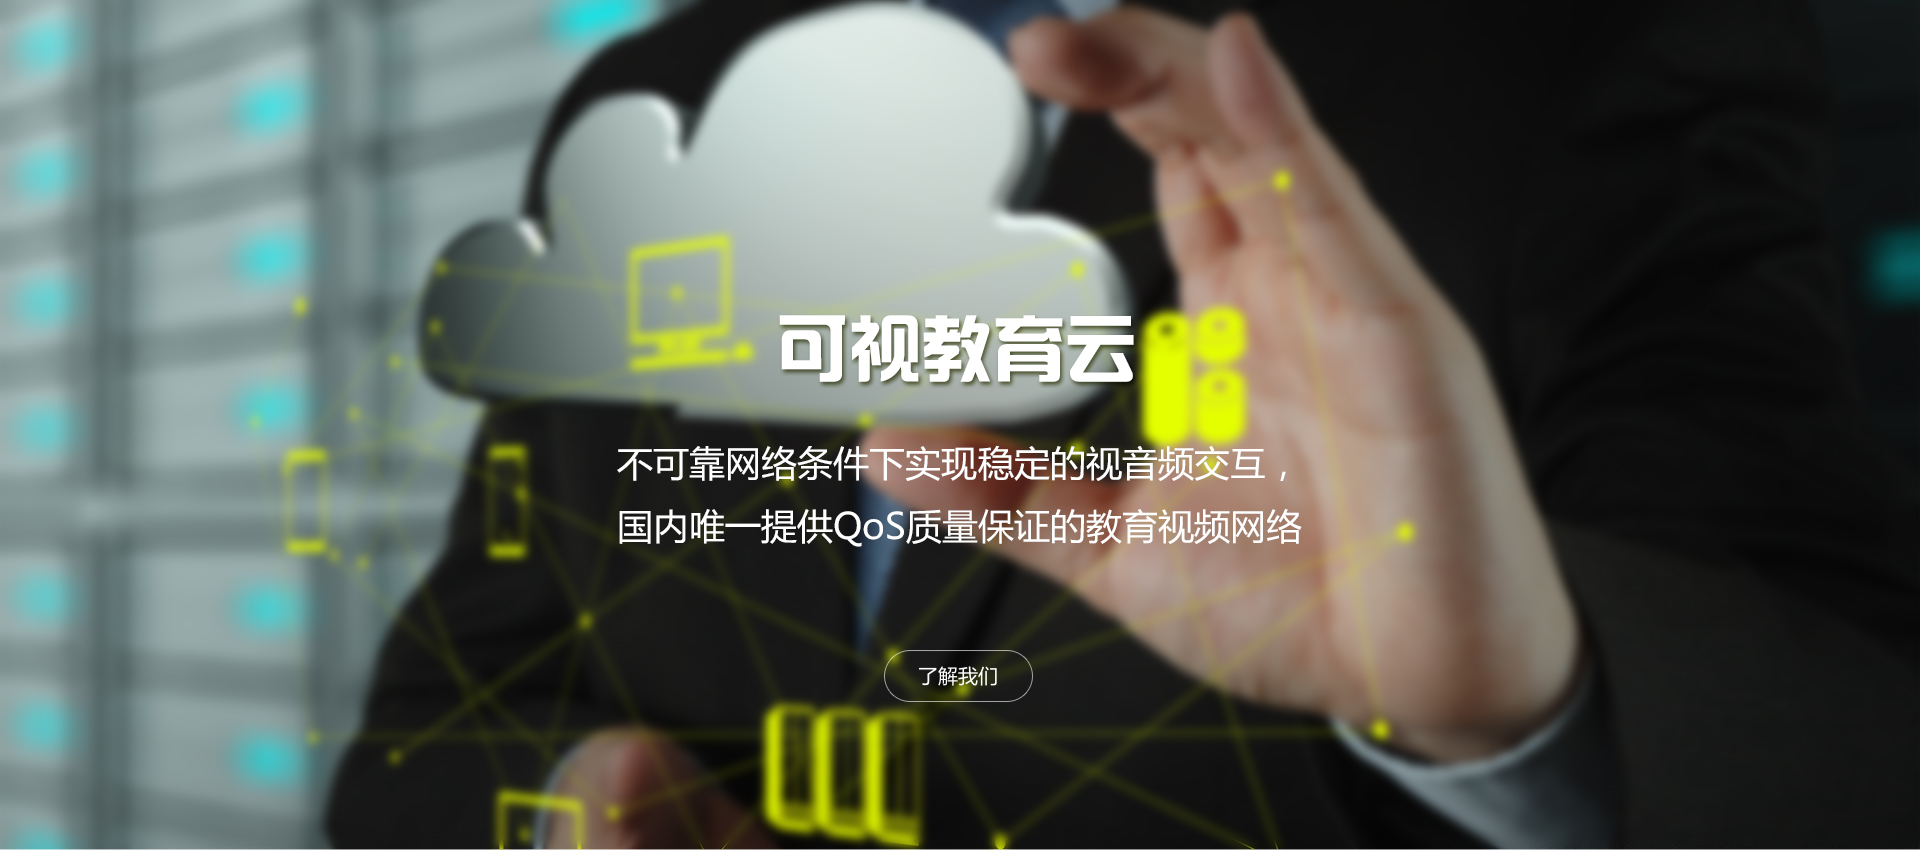 可视教育云
不可靠网络条件下实现稳定的视音频交互，
国内唯一提供QoS质量保证的教育视频网络
了解我们